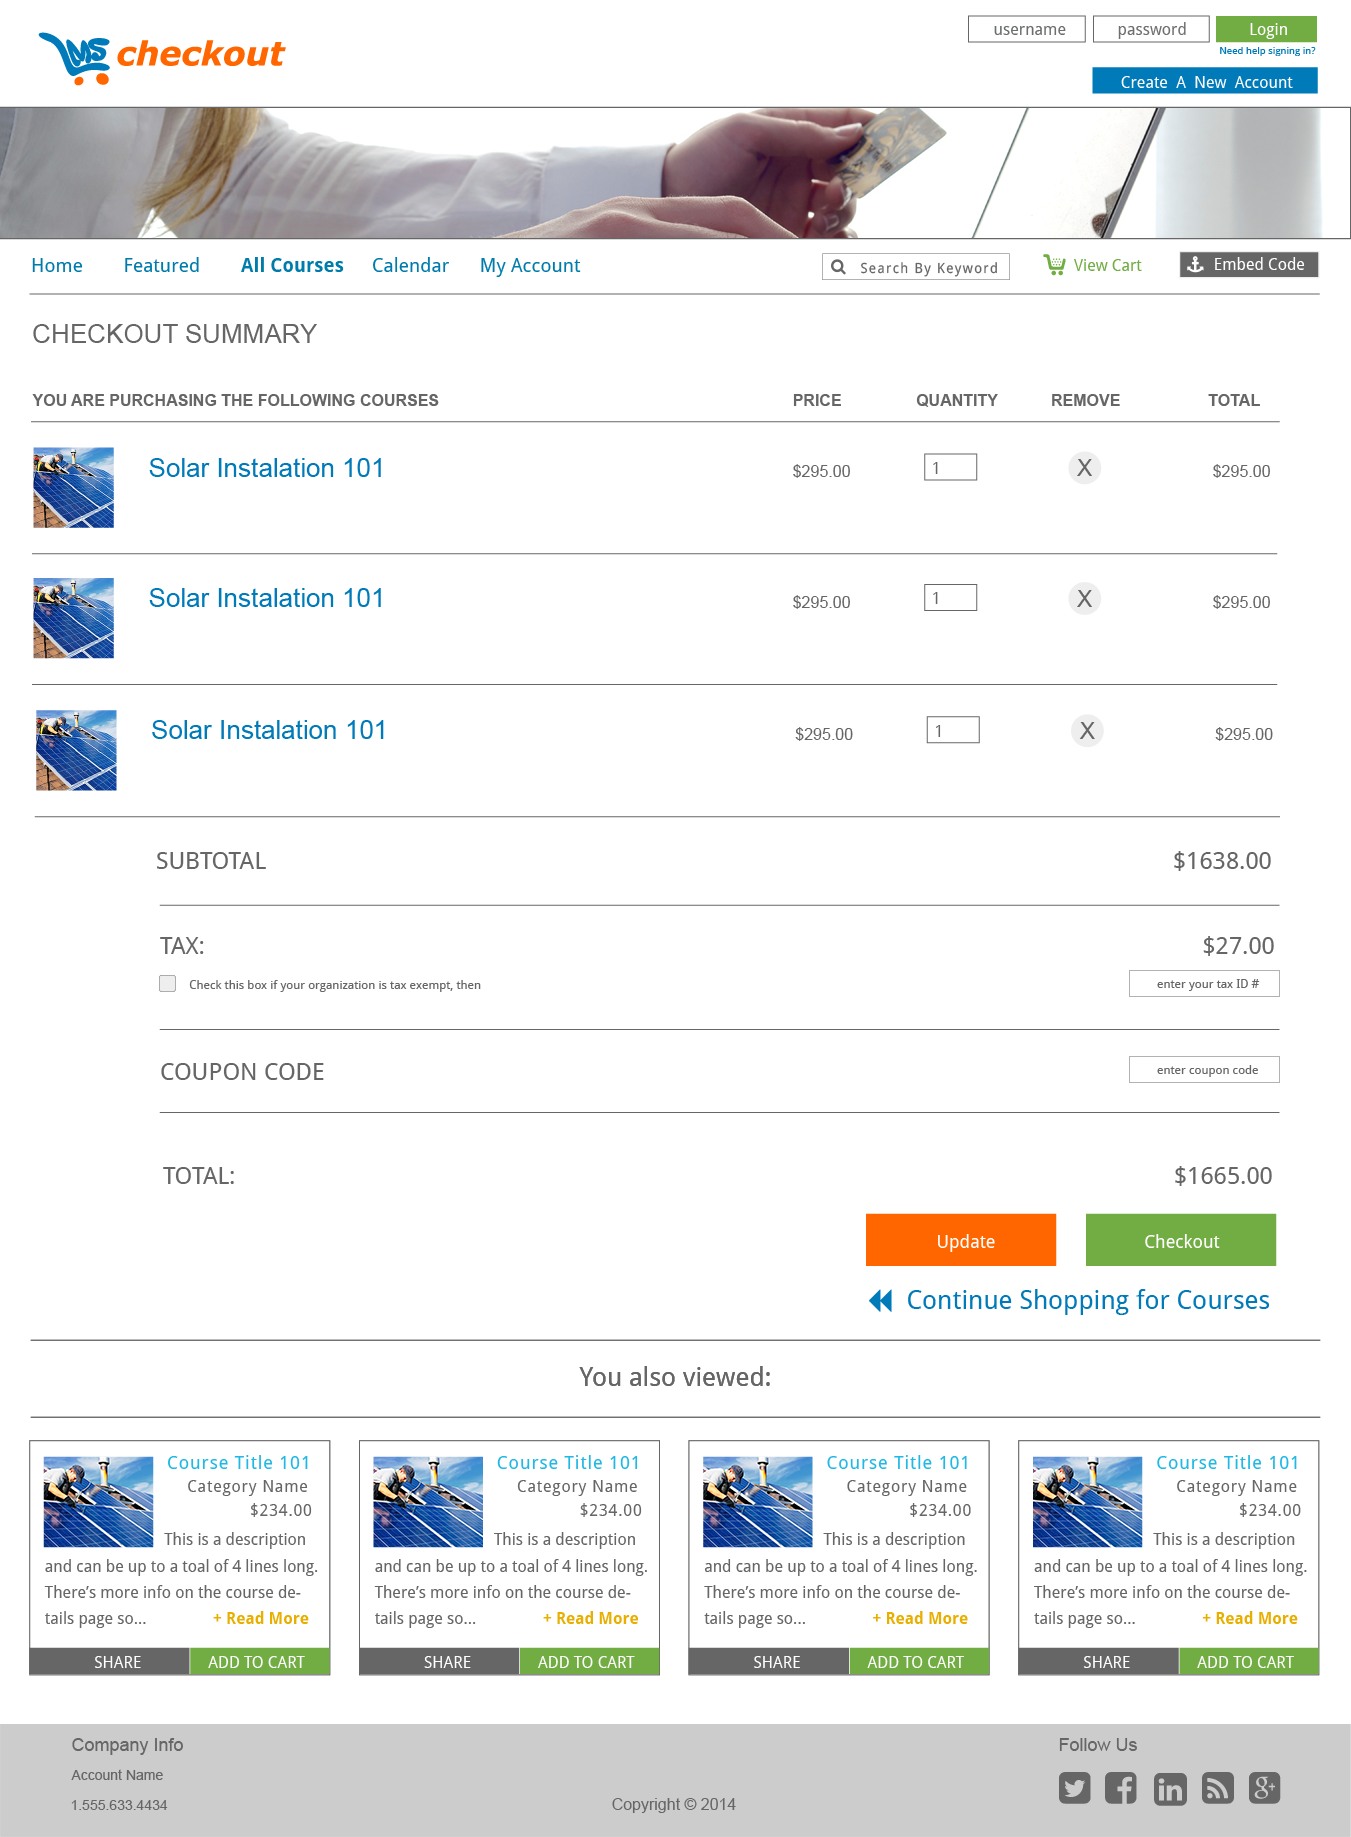 username password Login
LMS checkout
Need help signing in?
Create A New Account
Home Featured All Courses Calendar My Account Search By Keyword View Cart Embed Code
CHECKOUT SUMMARY
YOU ARE PURCHASING THE FOLLOWING COURSES PRICE QUANTITY REMOVE TOTAL
Solar Instalation 101 $295.00 1 X $295.00
Solar Instalation 101 $295.00 1 X $295.00
Solar Instalation 101 $295.00 1 X $295.00
SUBTOTAL $1638.00
TAX: $27.00
Check this box if your organization is tax exempt, then enter your tax ID #
COUPON CODE enter coupon code
TOTAL: $1665.00
Update Checkout
Continue Shopping for Courses
You also viewed:
Course Title 101
Category Name
$234.00
This is a description
and can be up to a toal of 4 lines long.
There's more info on the course de-
tails page so... + Read More
SHARE ADD TO CART
Course Title 101
Category Name
$234.00
This is a description
and can be up to a toal of 4 lines long.
There's more info on the course de-
tails page so... + Read More
SHARE ADD TO CART
Course Title 101
Category Name
$234.00
This is a description
and can be up to a toal of 4 lines long.
There's more info on the course de-
tails page so... + Read More
SHARE ADD TO CART
Course Title 101
Category Name
$234.00
This is a description
and can be up to a toal of 4 lines long.
There's more info on the course de-
tails page so... + Read More
SHARE ADD TO CART
Company Info Follow Us
Account Name
1.555.633.4434 Copyright © 2014